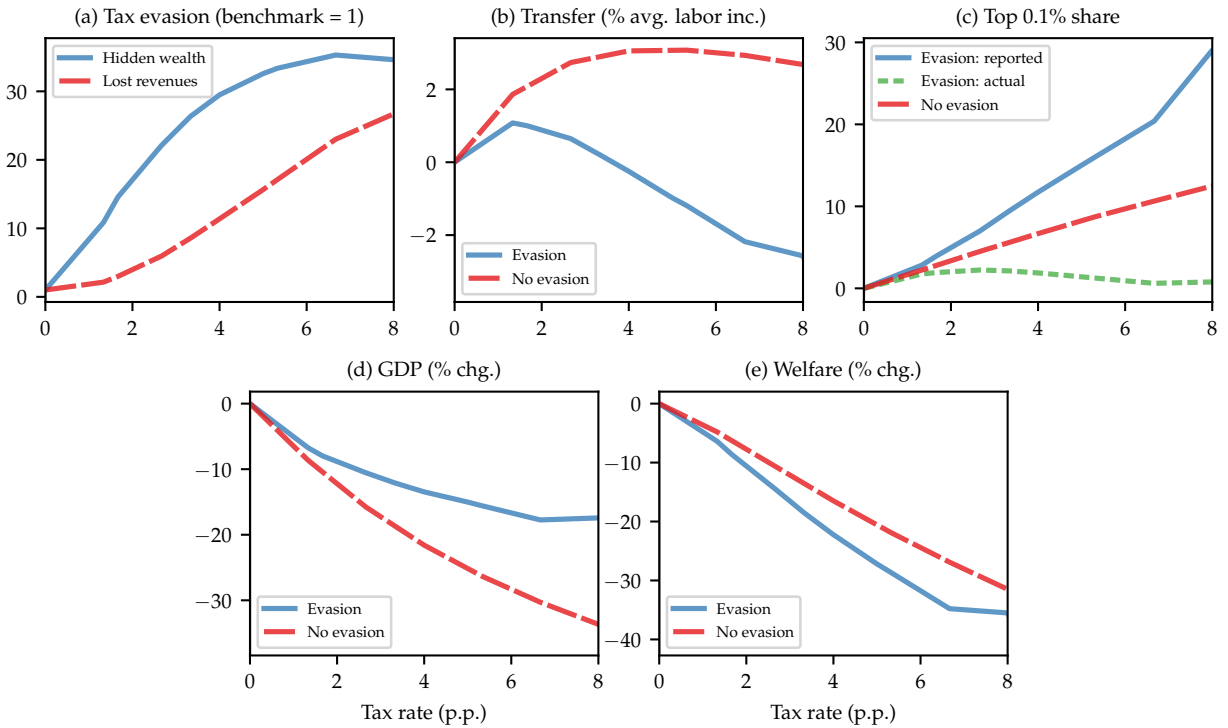 (a) Tax evasion (benchmark = 1)
30
20
10
0
Hidden wealth
Lost revenues
0 2 4 6 8
(b) Transfer (% avg. labor inc.)
2
0
−2
Evasion
No evasion
0 2 4 6 8
(c) Top 0.1% share
30
20
10
0
Evasion: reported
Evasion: actual
No evasion
0 2 4 6 8
(d) GDP (% chg.)
0
−10
−20
−30
Evasion
No evasion
0 2 4 6 8
Tax rate (p.p.)
(e) Welfare (% chg.)
0
−10
−20
−30
−40
Evasion
No evasion
0 2 4 6 8
Tax rate (p.p.)